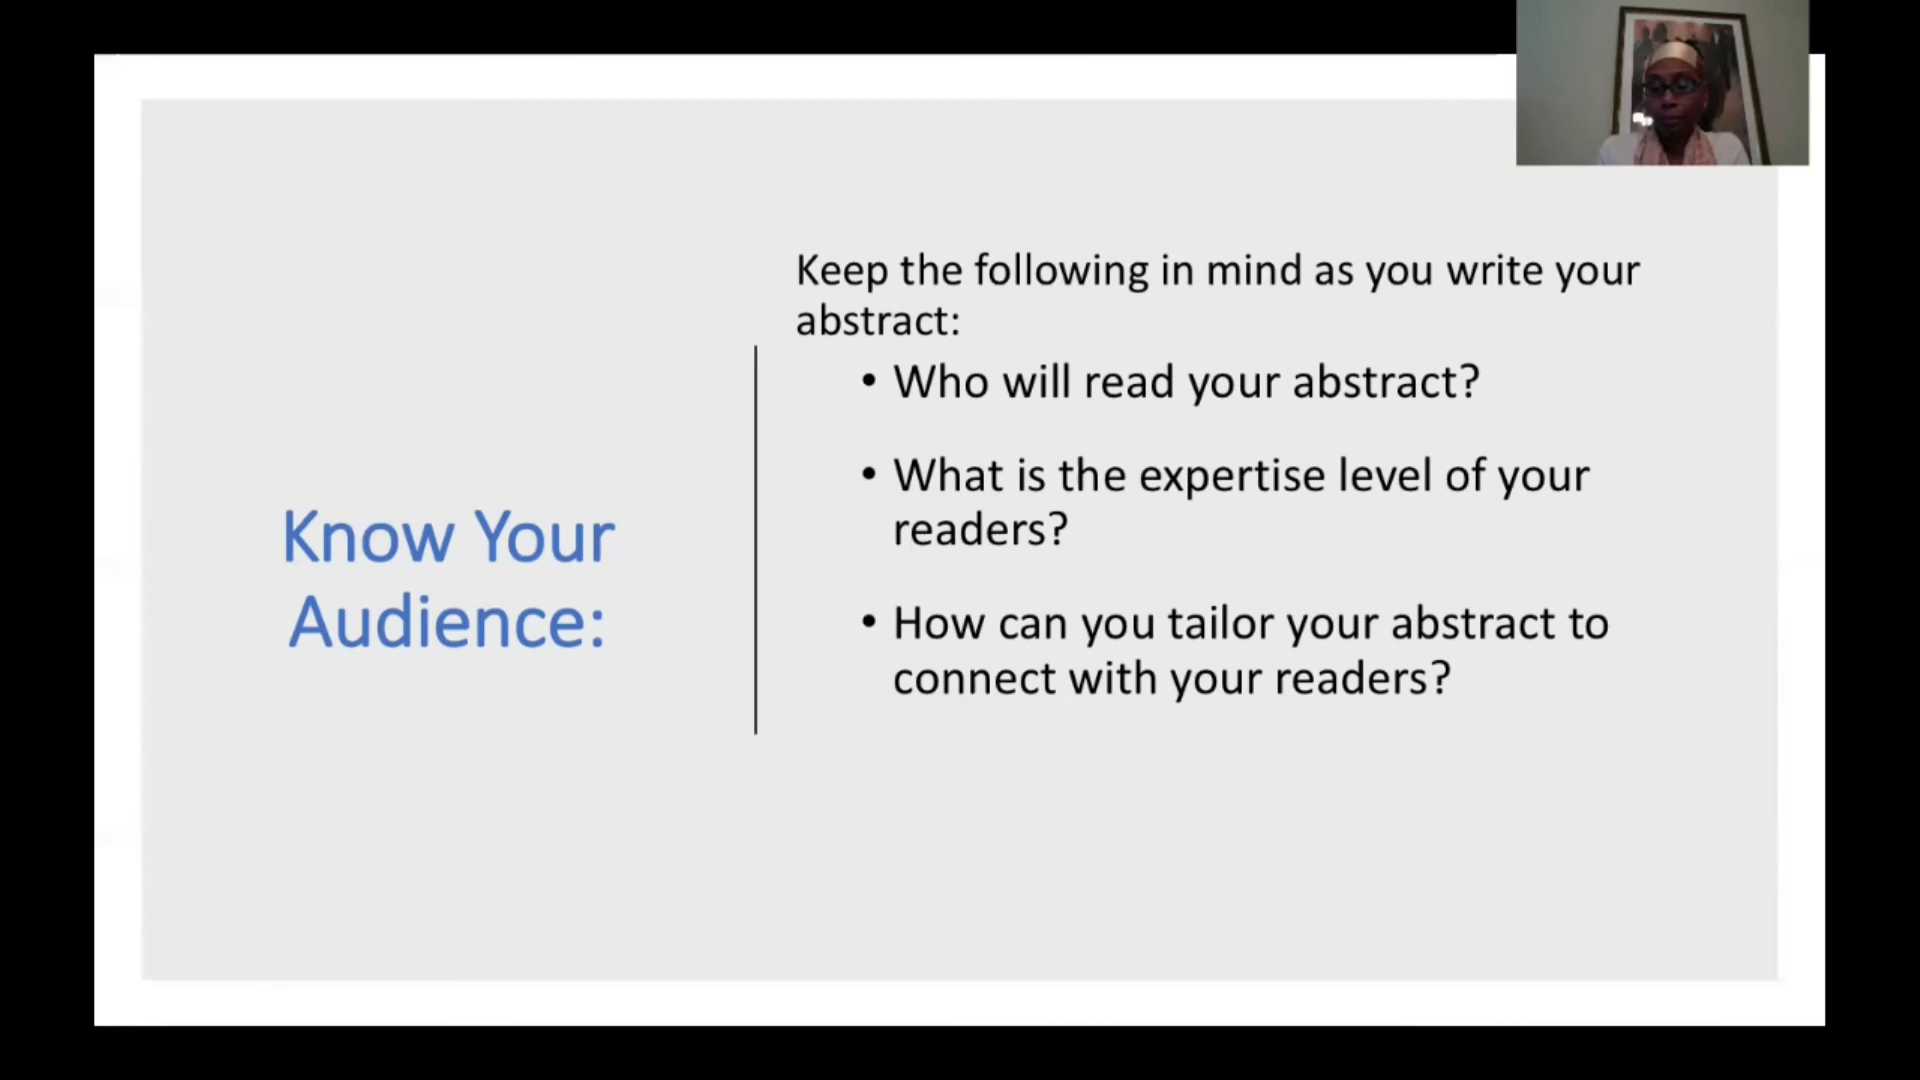 Know Your
Audience:
Keep the following in mind as you write your
abstract:
• Who will read your abstract?
• What is the expertise level of your
readers?
• How can you tailor your abstract to
connect with your readers?